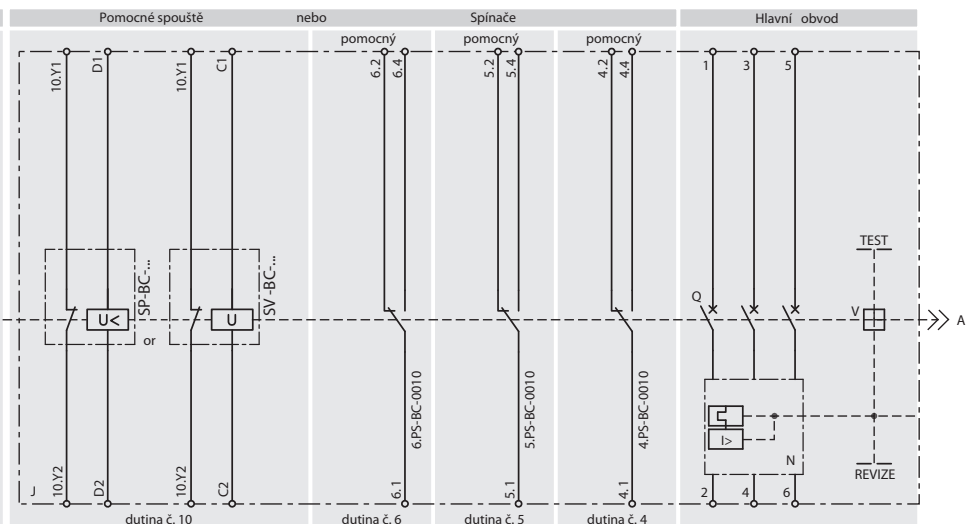 Pomocné spouště nebo Spínače Hlavní obvod
pomocný pomocný pomocný
10.Y1 D1 10.Y1 C1 6.2 6.4 5.2 5.4 4.2 4.4 1 3 5
TEST
SP-BC-... SV -BC-...
Q V
U< U
A
or
6.PS-BC-0010 5.PS-BC-0010 4.PS-BC-0010
I>
N
REVIZE
J 10.Y2 D2 10.Y2 C2 6.1 5.1 4.1 2 4 6
dutina č. 10 dutina č. 6 dutina č. 5 dutina č. 4